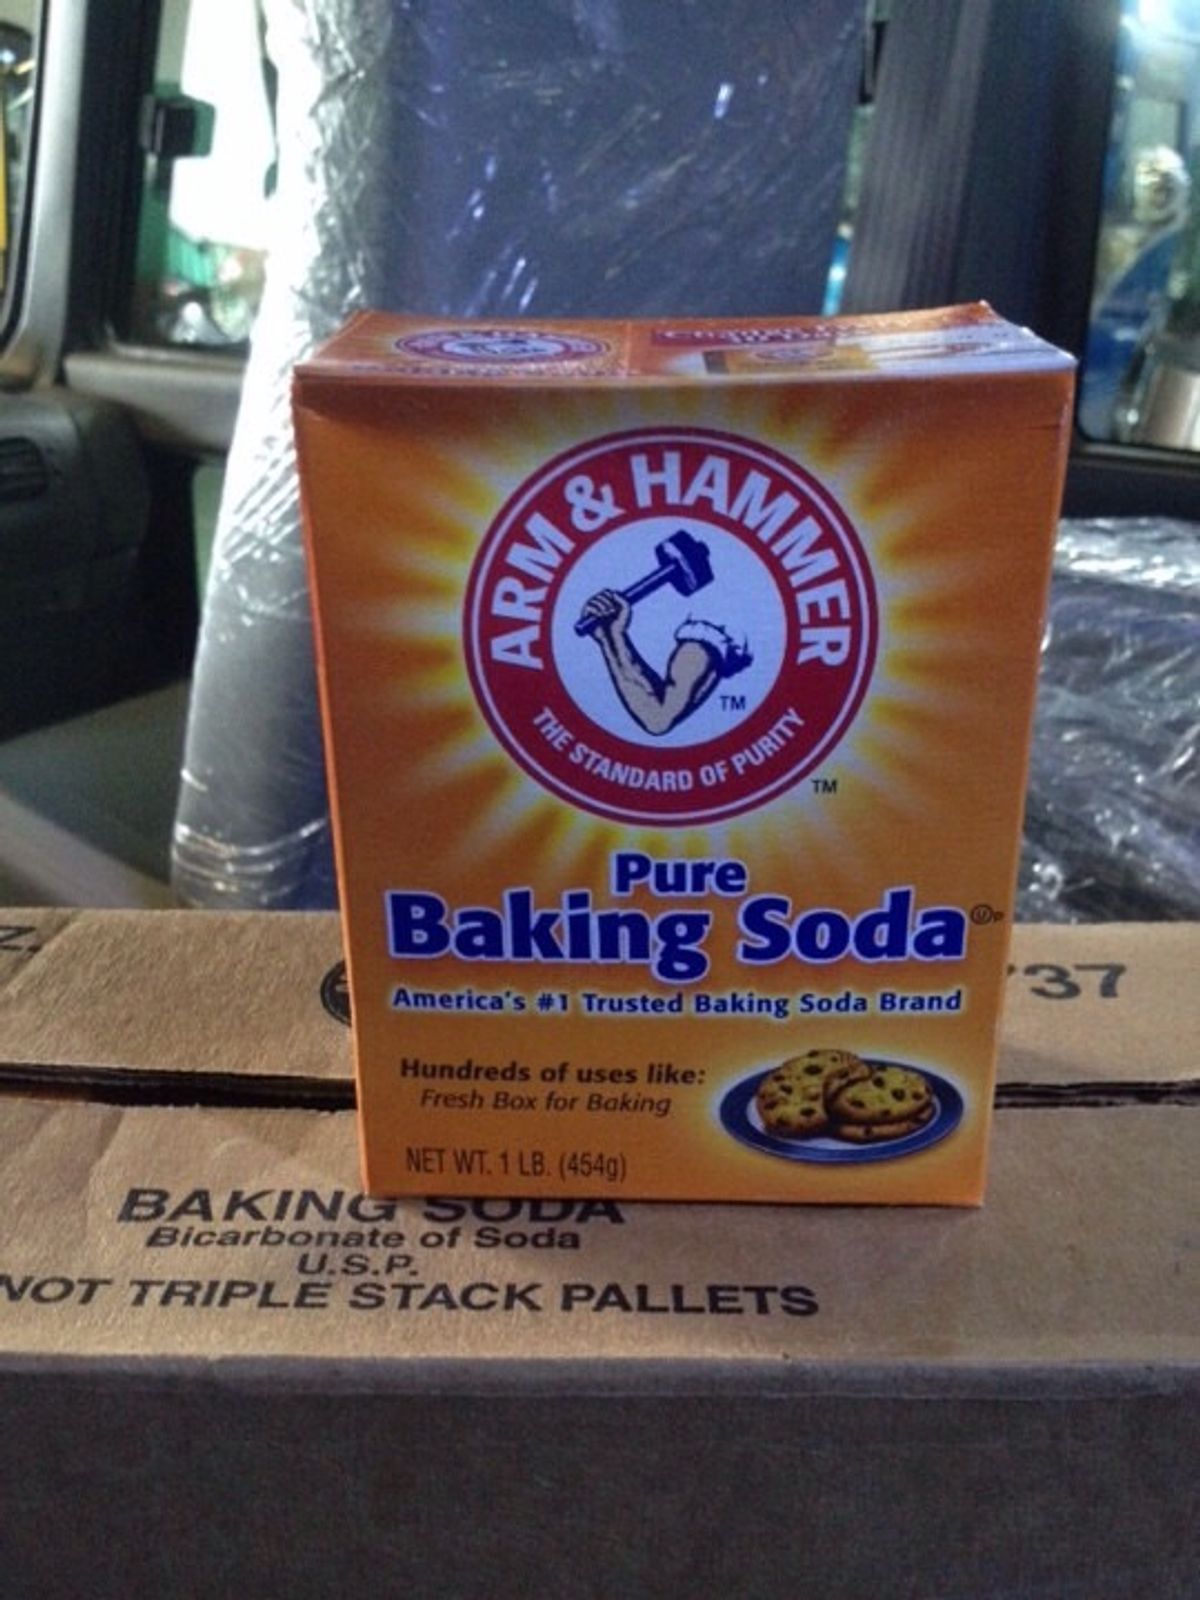 ARM & HAMMER
THE STANDARD OF PURITY
TM
TM
Pure
Baking Soda
America's #1 Trusted Baking Soda Brand
Hundreds of uses like:
Fresh Box for Baking
NET WT. 1 LB. (454g)
Z.
37
BAKING SODA
Bicarbonate of Soda
U.S.P.
NOT TRIPLE STACK PALLETS